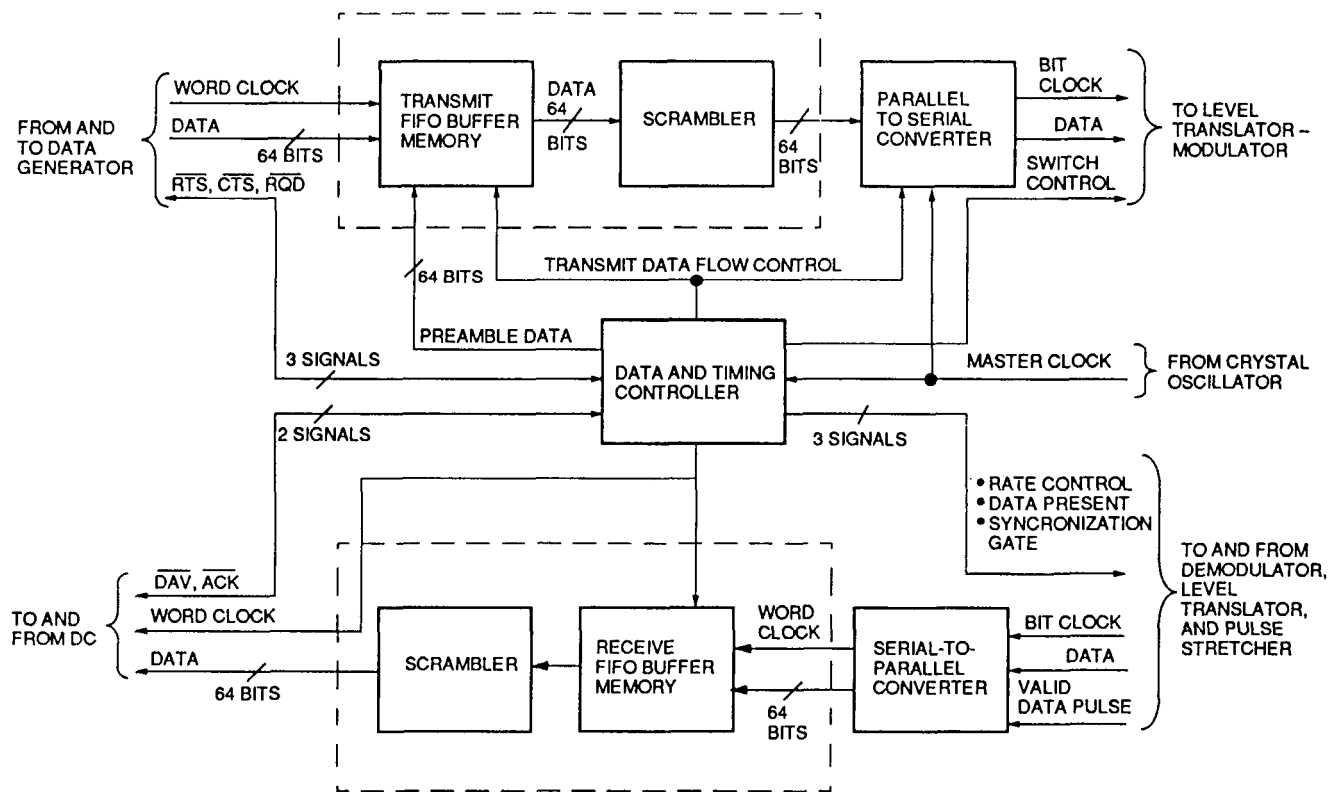 WORD CLOCK
DATA
64 BITS
FROM AND
TO DATA
GENERATOR
R̅T̅S̅, C̅T̅S̅, R̅Q̅D̅
TRANSMIT
FIFO BUFFER
MEMORY
DATA
64
BITS
SCRAMBLER
64
BITS
PARALLEL
TO SERIAL
CONVERTER
BIT
CLOCK
DATA
SWITCH
CONTROL
TO LEVEL
TRANSLATOR –
MODULATOR
64 BITS
TRANSMIT DATA FLOW CONTROL
PREAMBLE DATA
3 SIGNALS
2 SIGNALS
DATA AND TIMING
CONTROLLER
MASTER CLOCK
FROM CRYSTAL
OSCILLATOR
3 SIGNALS
• RATE CONTROL
• DATA PRESENT
• SYNCRONIZATION
GATE
TO AND FROM
DEMODULATOR,
LEVEL
TRANSLATOR,
AND PULSE
STRETCHER
TO AND
FROM DC
D̅A̅V̅, A̅C̅K̅
WORD CLOCK
DATA
64 BITS
SCRAMBLER
RECEIVE
FIFO BUFFER
MEMORY
WORD
CLOCK
64
BITS
SERIAL-TO-
PARALLEL
CONVERTER
BIT CLOCK
DATA
VALID
DATA PULSE